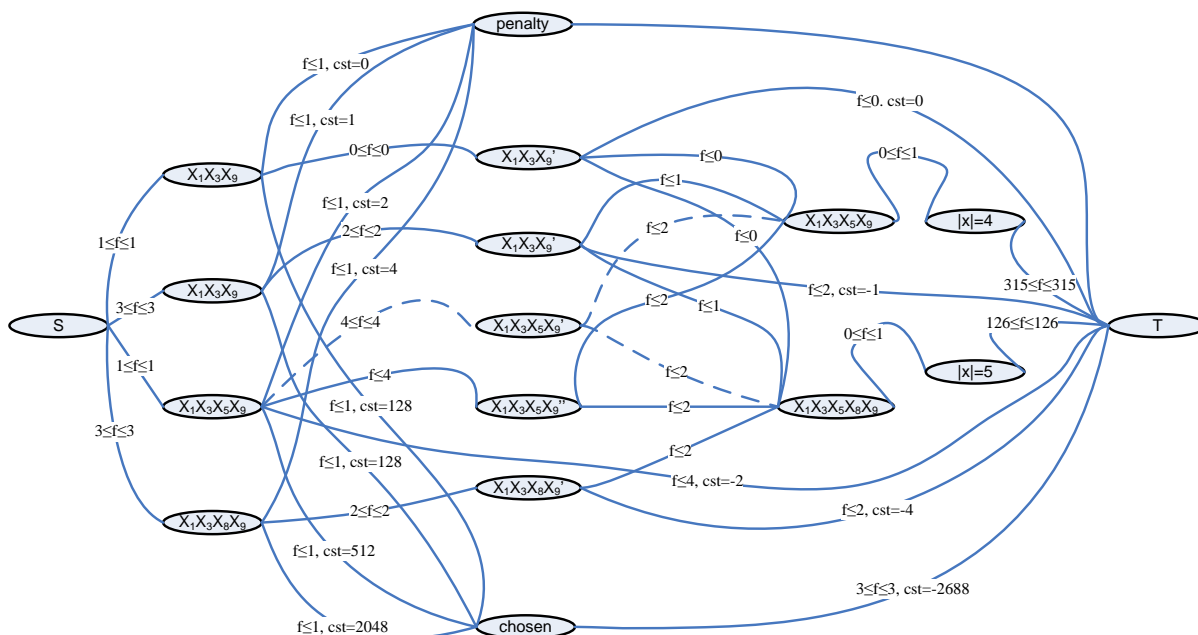 penalty
f≤1, cst=0
f≤0. cst=0
f≤1, cst=1
0≤f≤0
X₁X₃X₉'
f≤0
0≤f≤1
X₁X₃X₉
f≤1
f≤1, cst=2
X₁X₃X₅X₉
|x|=4
f≤2
2≤f≤2
X₁X₃X₉'
f≤0
1≤f≤1
f≤1, cst=4
315≤f≤315
X₁X₃X₉
f≤2, cst=-1
3≤f≤3
f≤2
f≤1
S
4≤f≤4
X₁X₃X₅X₉'
126≤f≤126
T
0≤f≤1
1≤f≤1
f≤4
f≤2
|x|=5
X₁X₃X₅X₉
f≤1, cst=128
X₁X₃X₅X₉''
f≤2
X₁X₃X₅X₈X₉
3≤f≤3
f≤2
f≤1, cst=128
f≤4, cst=-2
X₁X₃X₈X₉'
X₁X₃X₈X₉
2≤f≤2
f≤2, cst=-4
f≤1, cst=512
3≤f≤3, cst=-2688
f≤1, cst=2048
chosen